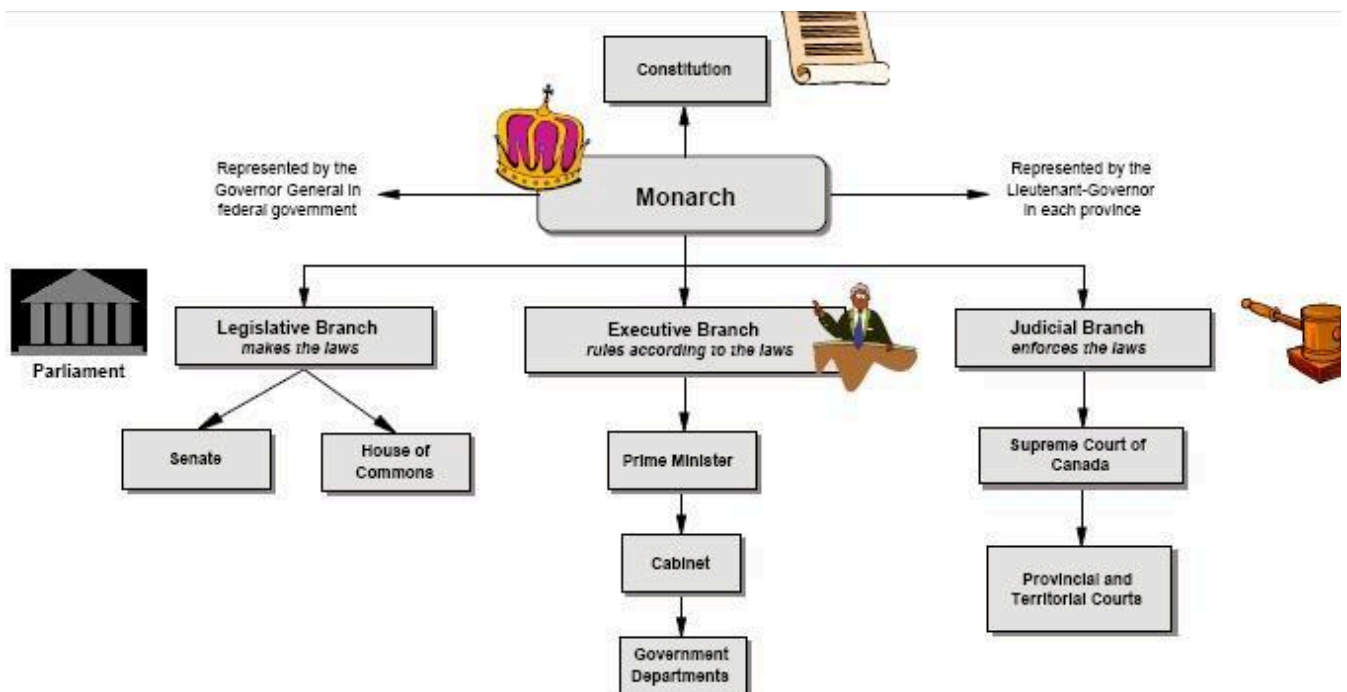 Constitution
Represented by the
Governor General in
federal government
Monarch
Represented by the
Lieutenant-Governor
in each province
Parliament
Legislative Branch
makes the laws
Executive Branch
rules according to the laws
Judicial Branch
enforces the laws
Senate
House of
Commons
Prime Minister
Supreme Court of
Canada
Cabinet
Provincial and
Territorial Courts
Government
Departments